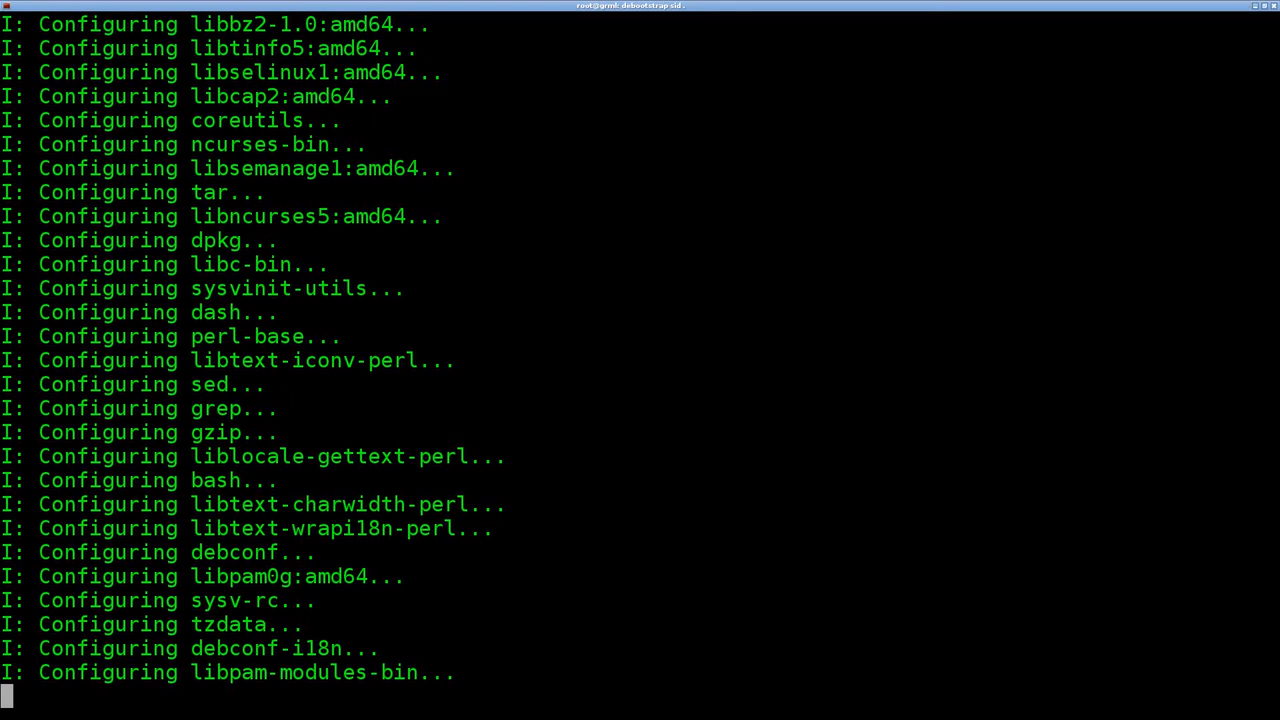 root@grml: debootstrap sid .
I: Configuring libbz2-1.0:amd64...
I: Configuring libtinfo5:amd64...
I: Configuring libselinux1:amd64...
I: Configuring libcap2:amd64...
I: Configuring coreutils...
I: Configuring ncurses-bin...
I: Configuring libsemanage1:amd64...
I: Configuring tar...
I: Configuring libncurses5:amd64...
I: Configuring dpkg...
I: Configuring libc-bin...
I: Configuring sysvinit-utils...
I: Configuring dash...
I: Configuring perl-base...
I: Configuring libtext-iconv-perl...
I: Configuring sed...
I: Configuring grep...
I: Configuring gzip...
I: Configuring liblocale-gettext-perl...
I: Configuring bash...
I: Configuring libtext-charwidth-perl...
I: Configuring libtext-wrapi18n-perl...
I: Configuring debconf...
I: Configuring libpam0g:amd64...
I: Configuring sysv-rc...
I: Configuring tzdata...
I: Configuring debconf-i18n...
I: Configuring libpam-modules-bin...